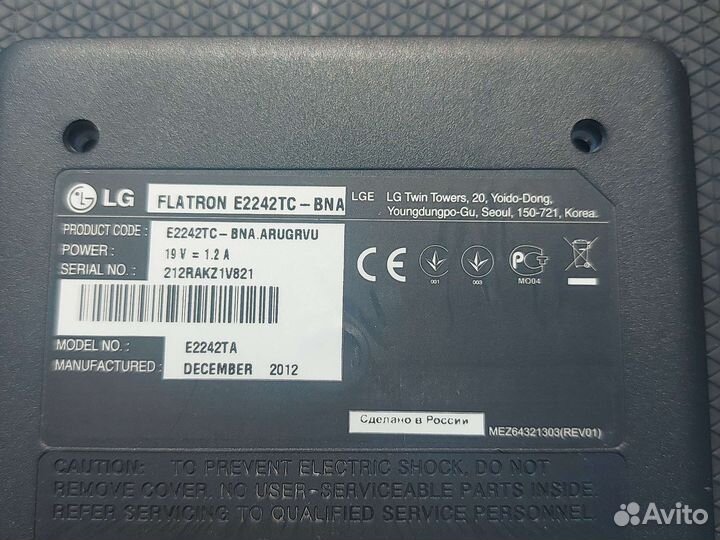 LG FLATRON E2242TC-BNA
LGE LG Twin Towers, 20, Yoido-Dong,
Youngdungpo-Gu, Seoul, 150-721, Korea.
PRODUCT CODE : E2242TC-BNA.ARUGRVU
POWER : 19 V = 1.2 A
SERIAL NO. : 212RAKZ1V821
CE
001
003
PCT
MO04
MODEL NO. : E2242TA
MANUFACTURED : DECEMBER 2012
Сделано в России
MEZ64321303(REV01)
CAUTION: TO PREVENT ELECTRIC SHOCK, DO NOT
REMOVE COVER. NO USER-SERVICEABLE PARTS INSIDE.
REFER SERVICING TO QUALIFIED SERVICE PERSONNEL.
Avito